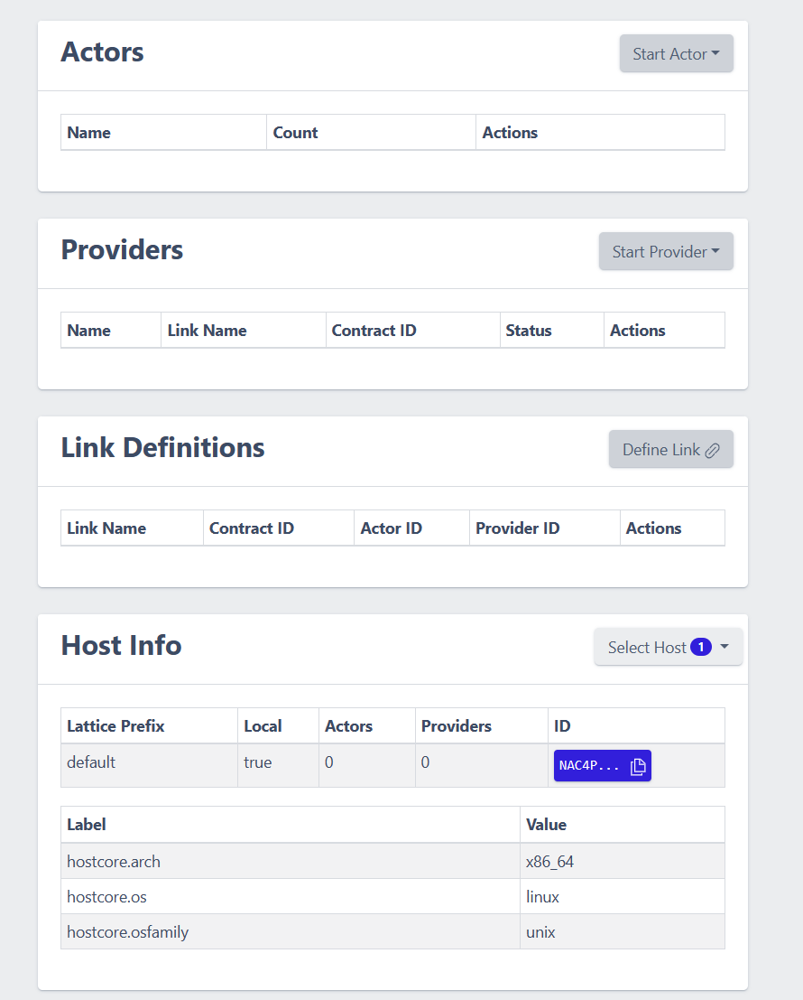 Actors
Start Actor
Name Count Actions
Providers
Start Provider
Name Link Name Contract ID Status Actions
Link Definitions
Define Link
Link Name Contract ID Actor ID Provider ID Actions
Host Info
Select Host 1
Lattice Prefix Local Actors Providers ID
default true 0 0 NAC4P...
Label Value
hostcore.arch x86_64
hostcore.os linux
hostcore.osfamily unix